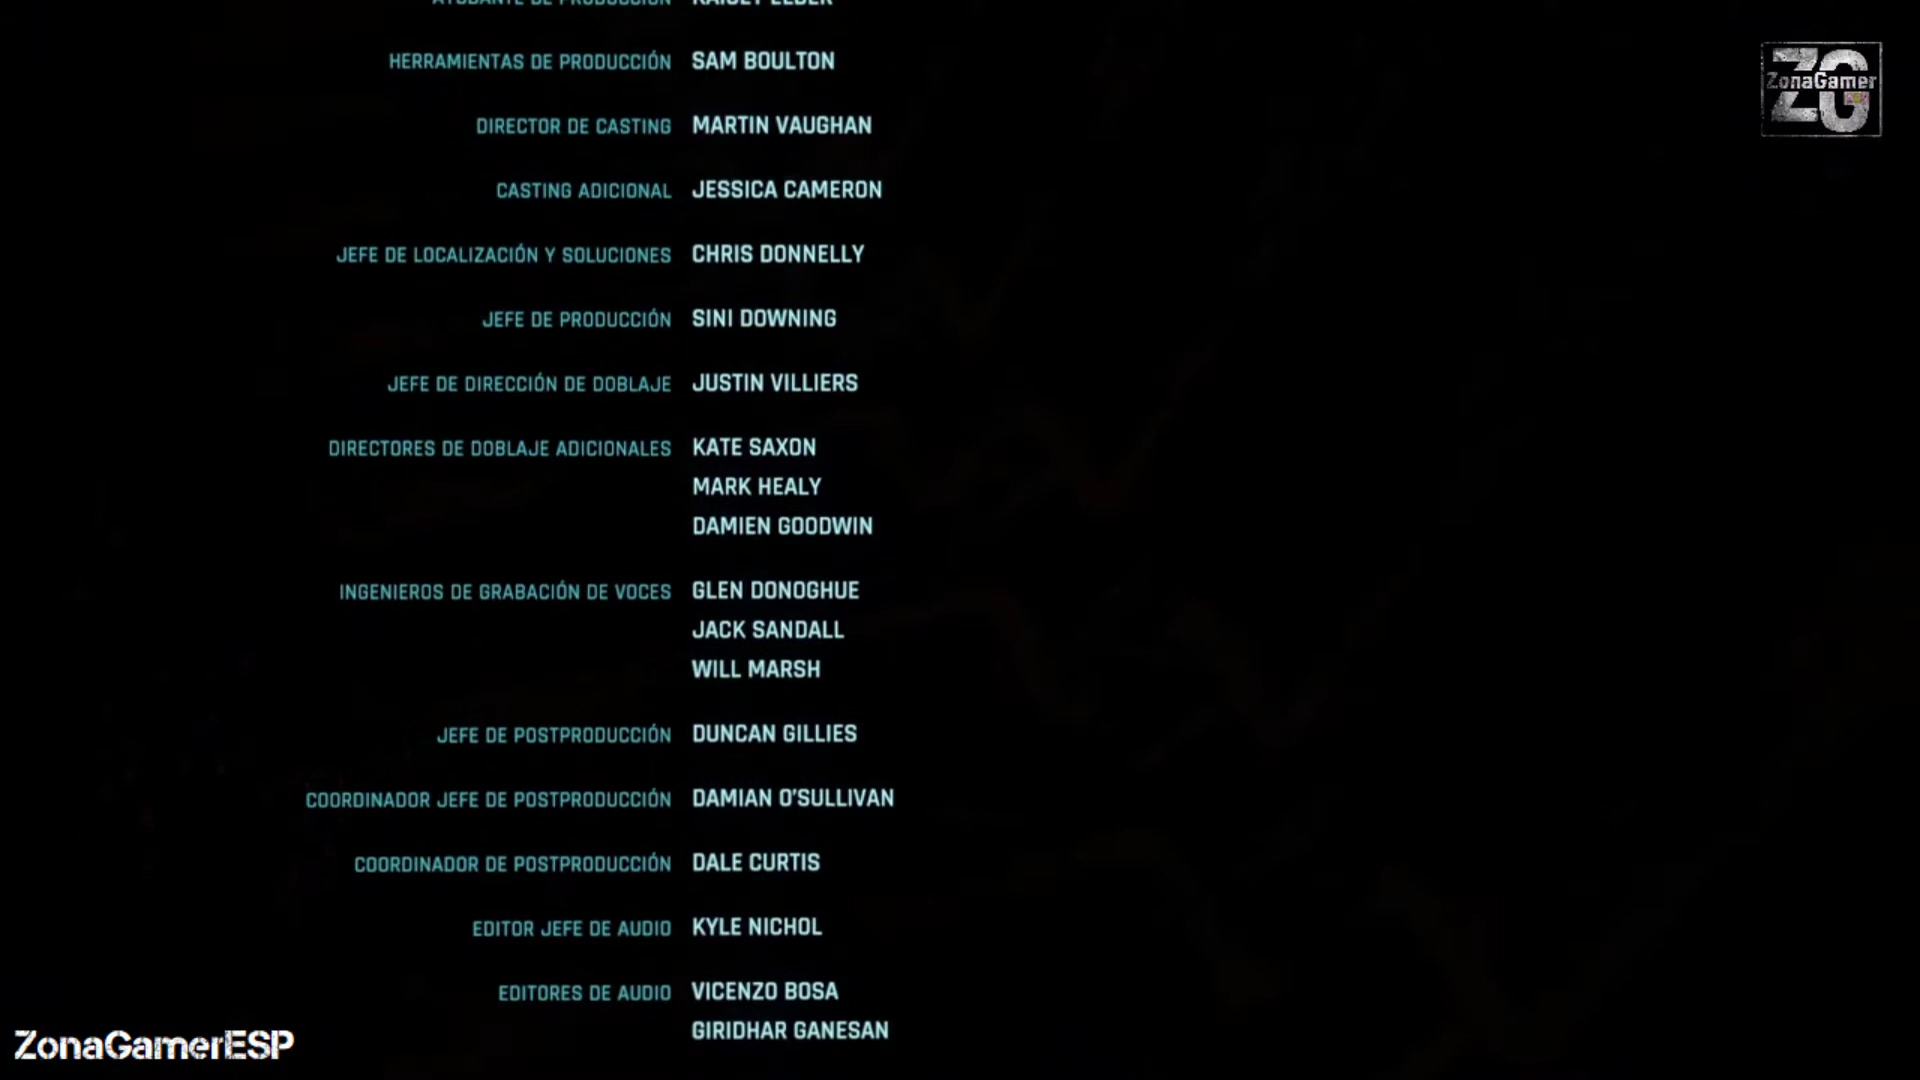 HERRAMIENTAS DE PRODUCCIÓN SAM BOULTON
DIRECTOR DE CASTING MARTIN VAUGHAN
CASTING ADICIONAL JESSICA CAMERON
JEFE DE LOCALIZACIÓN Y SOLUCIONES CHRIS DONNELLY
JEFE DE PRODUCCIÓN SINI DOWNING
JEFE DE DIRECCIÓN DE DOBLAJE JUSTIN VILLIERS
DIRECTORES DE DOBLAJE ADICIONALES KATE SAXON
MARK HEALY
DAMIEN GOODWIN
INGENIEROS DE GRABACIÓN DE VOCES GLEN DONOGHUE
JACK SANDALL
WILL MARSH
JEFE DE POSTPRODUCCIÓN DUNCAN GILLIES
COORDINADOR JEFE DE POSTPRODUCCIÓN DAMIAN O'SULLIVAN
COORDINADOR DE POSTPRODUCCIÓN DALE CURTIS
EDITOR JEFE DE AUDIO KYLE NICHOL
EDITORES DE AUDIO VICENZO BOSA
GIRIDHAR GANESAN
ZG
ZonaGamer
ZonaGamerESP